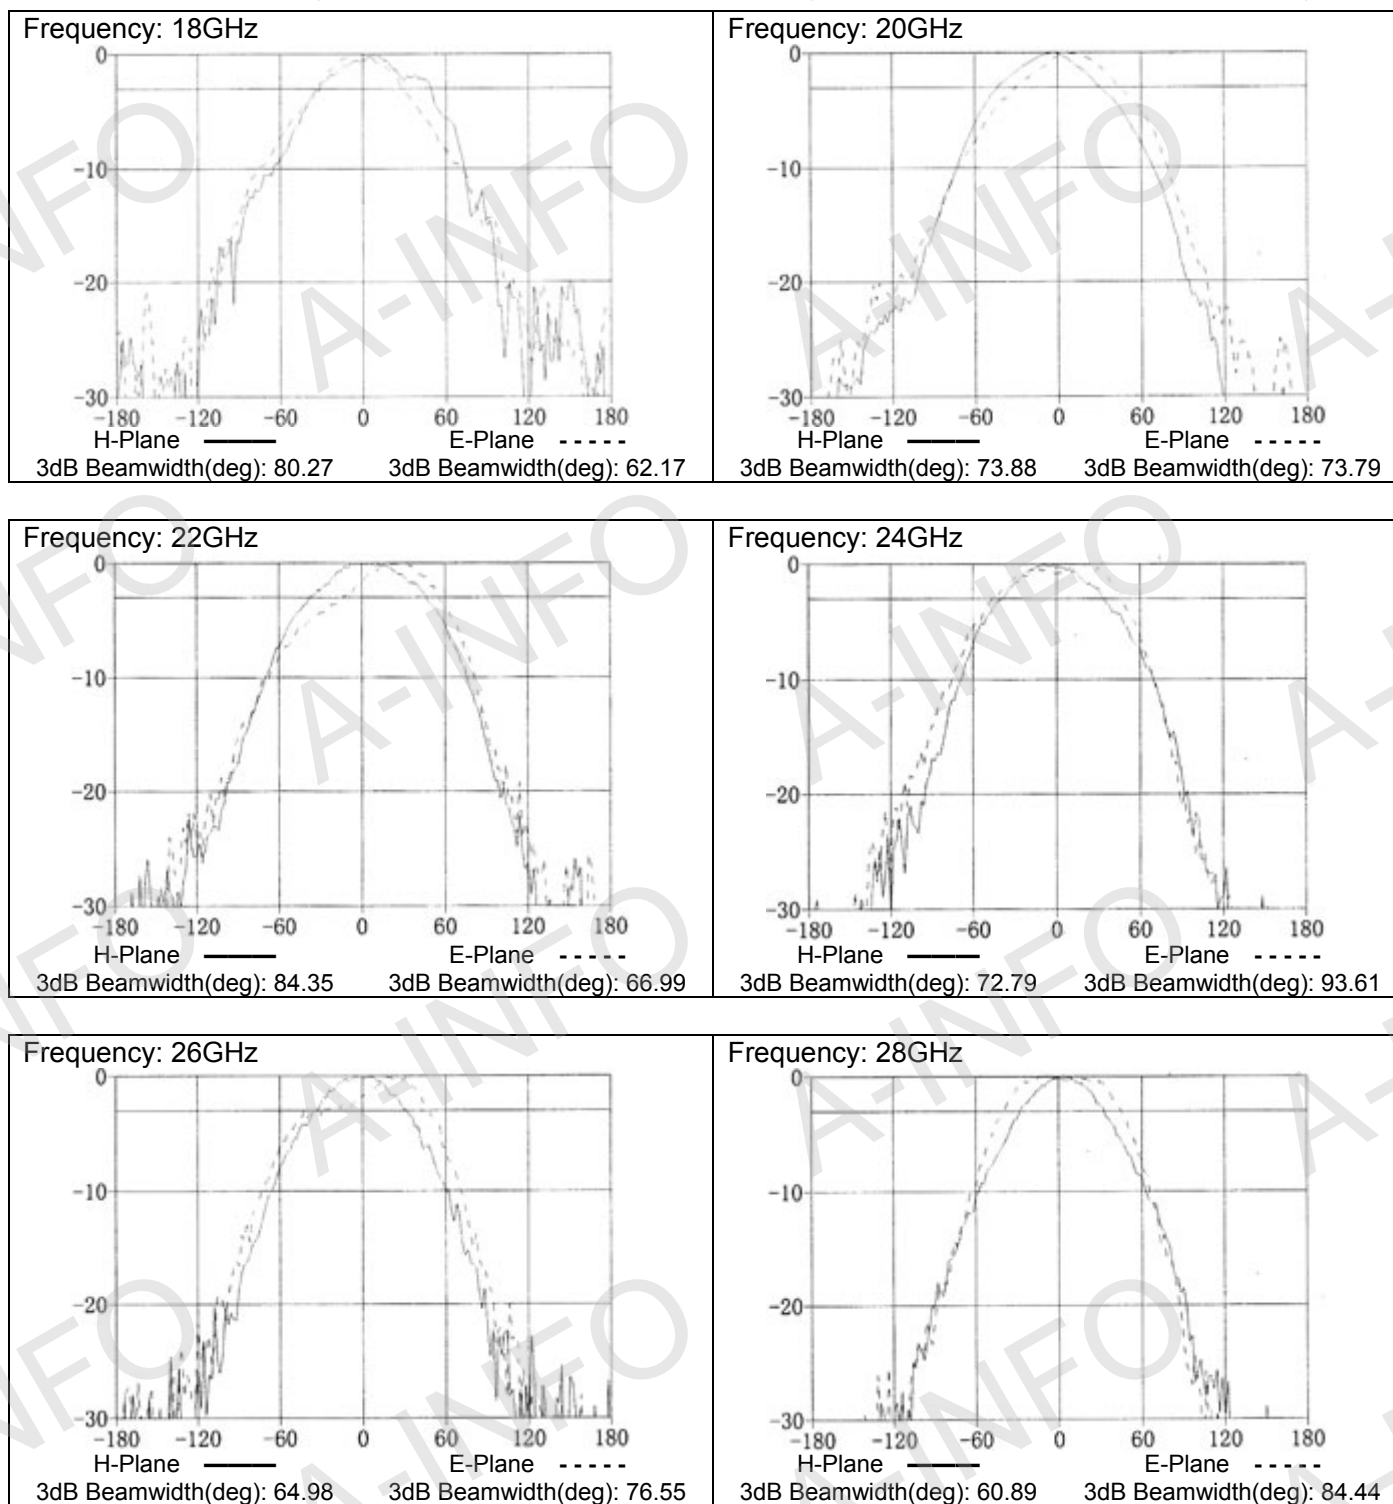 Frequency: 18GHz
0
-10
-20
-30
-180 -120 -60 0 60 120 180
H-Plane E-Plane
3dB Beamwidth(deg): 80.27 3dB Beamwidth(deg): 62.17
Frequency: 20GHz
0
-10
-20
-30
-180 -120 -60 0 60 120 180
H-Plane E-Plane
3dB Beamwidth(deg): 73.88 3dB Beamwidth(deg): 73.79
Frequency: 22GHz
0
-10
-20
-30
-180 -120 -60 0 60 120 180
H-Plane E-Plane
3dB Beamwidth(deg): 84.35 3dB Beamwidth(deg): 66.99
Frequency: 24GHz
0
-10
-20
-30
-180 -120 -60 0 60 120 180
H-Plane E-Plane
3dB Beamwidth(deg): 72.79 3dB Beamwidth(deg): 93.61
Frequency: 26GHz
0
-10
-20
-30
-180 -120 -60 0 60 120 180
H-Plane E-Plane
3dB Beamwidth(deg): 64.98 3dB Beamwidth(deg): 76.55
Frequency: 28GHz
0
-10
-20
-30
-180 -120 -60 0 60 120 180
H-Plane E-Plane
3dB Beamwidth(deg): 60.89 3dB Beamwidth(deg): 84.44
A-INFO
A-INFO
A-INFO
A-INFO